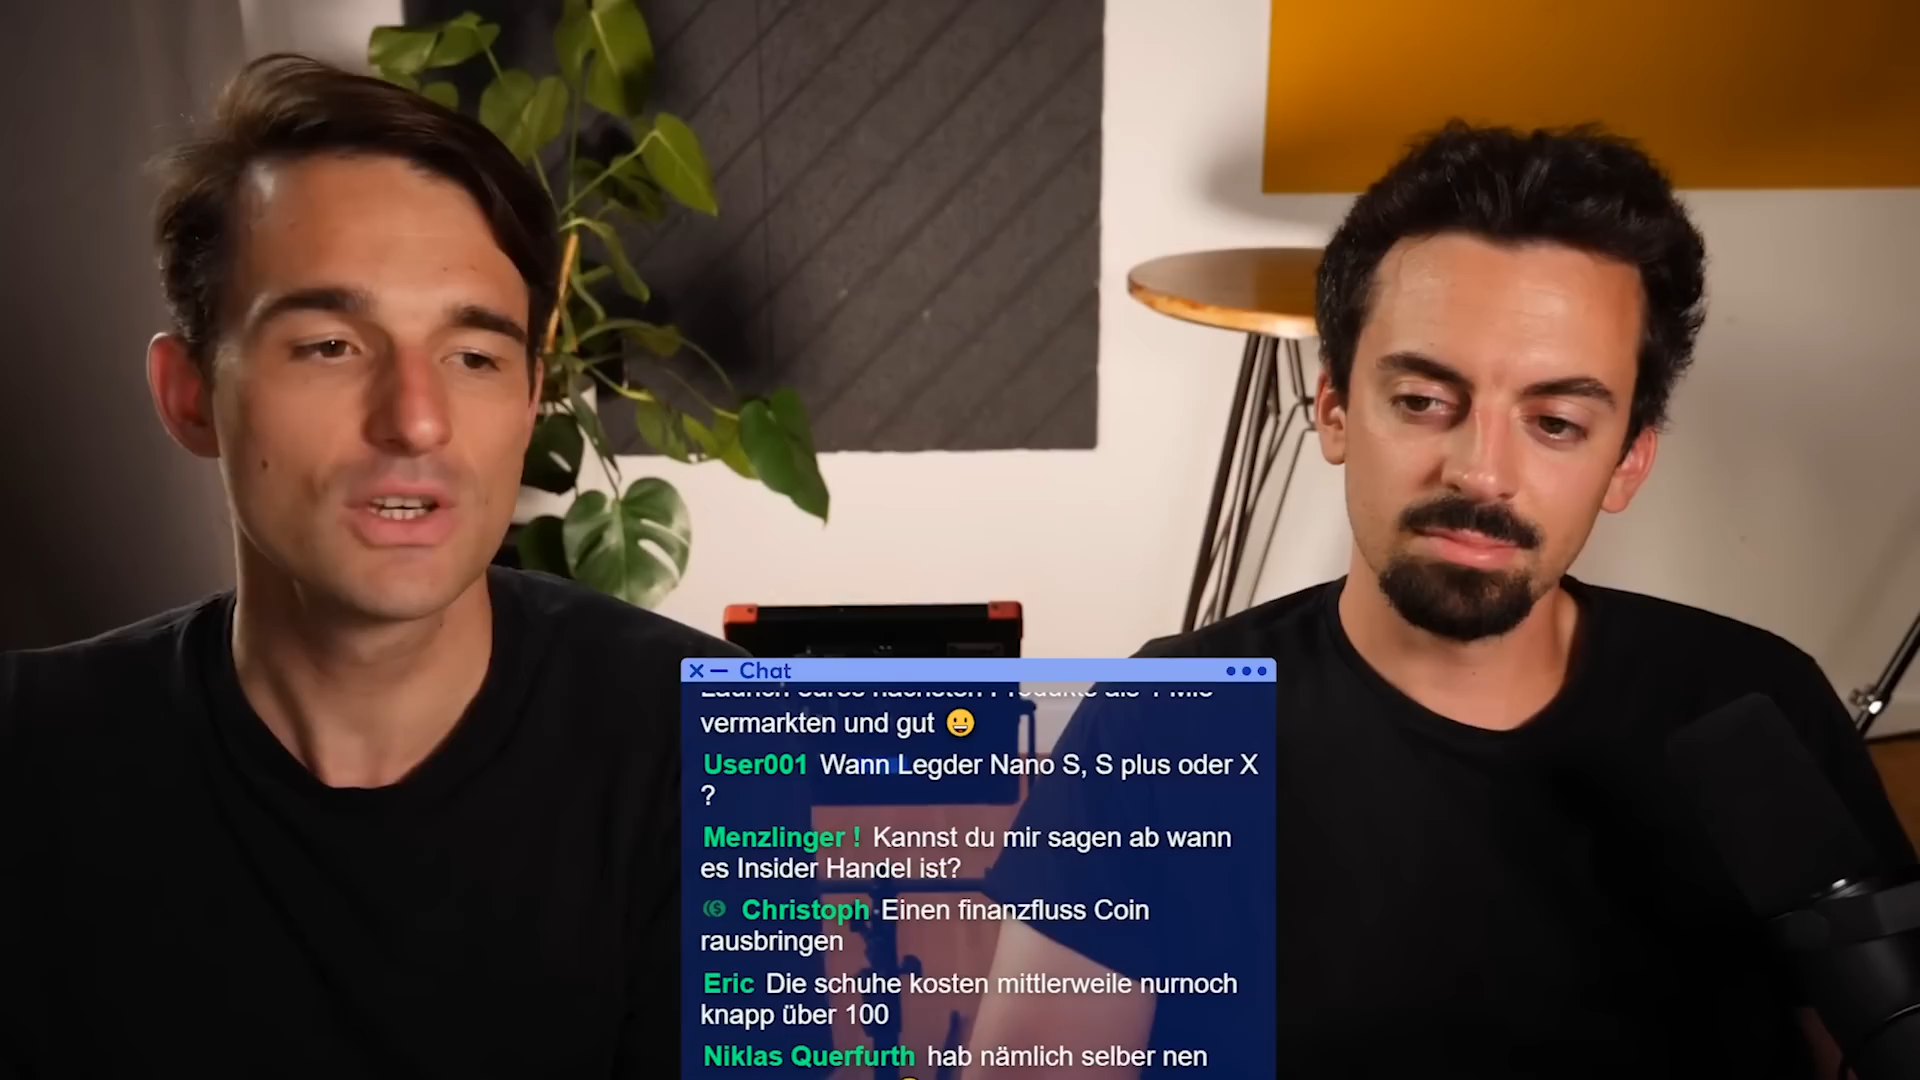 Chat
vermarkten und gut 😀
User001 Wann Legder Nano S, S plus oder X
?
Menzlinger ! Kannst du mir sagen ab wann
es Insider Handel ist?
Christoph Einen finanzfluss Coin
rausbringen
Eric Die schuhe kosten mittlerweile nurnoch
knapp über 100
Niklas Querfurth hab nämlich selber nen